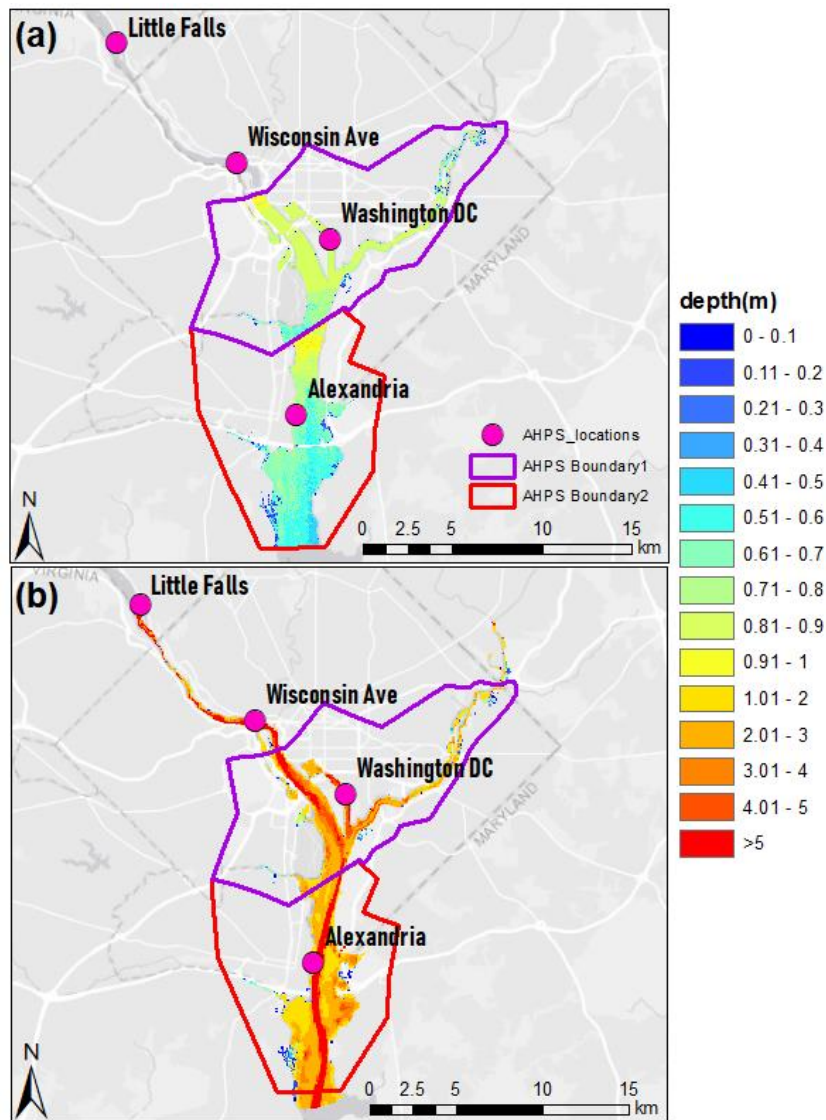 (a)
VIRGINIA
Little Falls
Wisconsin Ave
Washington DC
MARYLAND
Alexandria
AHPS_locations
AHPS Boundary1
AHPS Boundary2
N
0 2.5 5 10 15
km
depth(m)
0 - 0.1
0.11 - 0.2
0.21 - 0.3
0.31 - 0.4
0.41 - 0.5
0.51 - 0.6
0.61 - 0.7
0.71 - 0.8
0.81 - 0.9
0.91 - 1
1.01 - 2
2.01 - 3
3.01 - 4
4.01 - 5
>5
(b)
VIRGINIA
Little Falls
Wisconsin Ave
Washington DC
MARYLAND
Alexandria
N
0 2.5 5 10 15
km